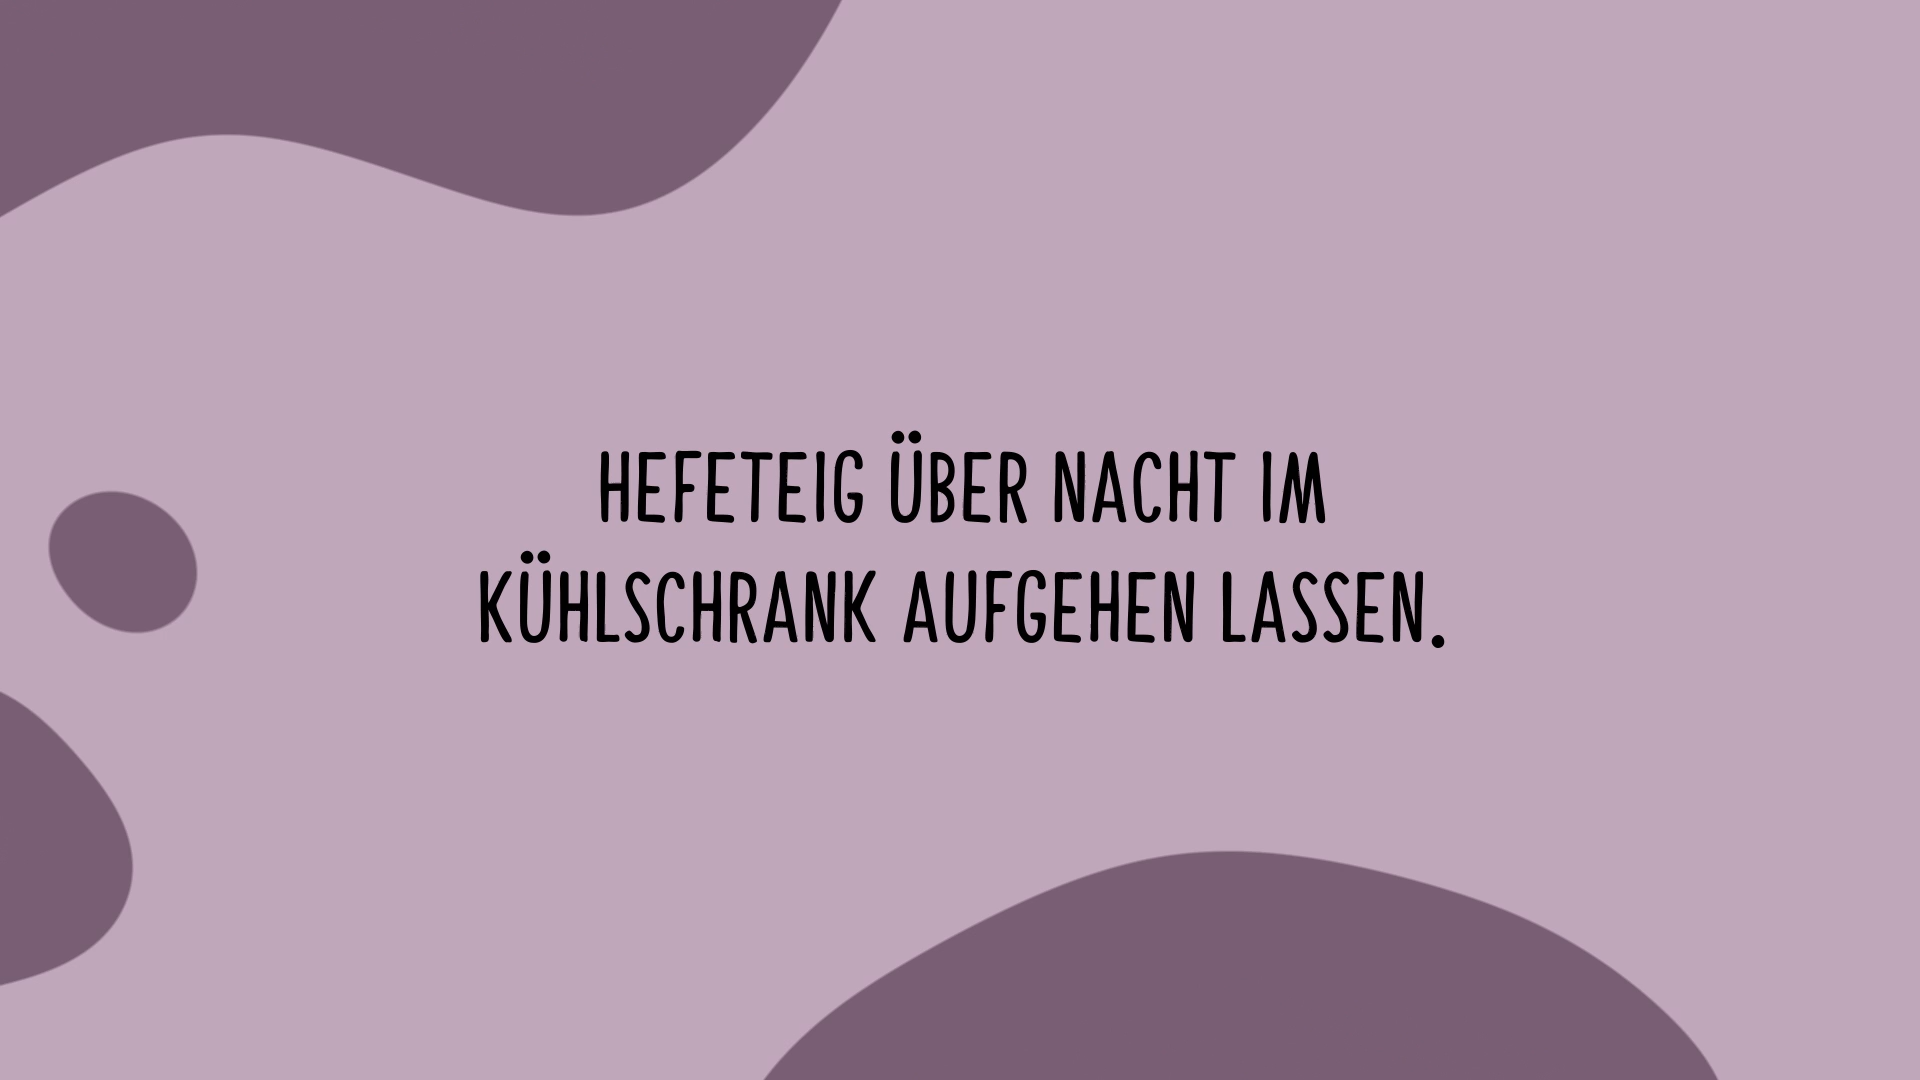 HEFETEIG ÜBER NACHT IM
KÜHLSCHRANK AUFGEHEN LASSEN.